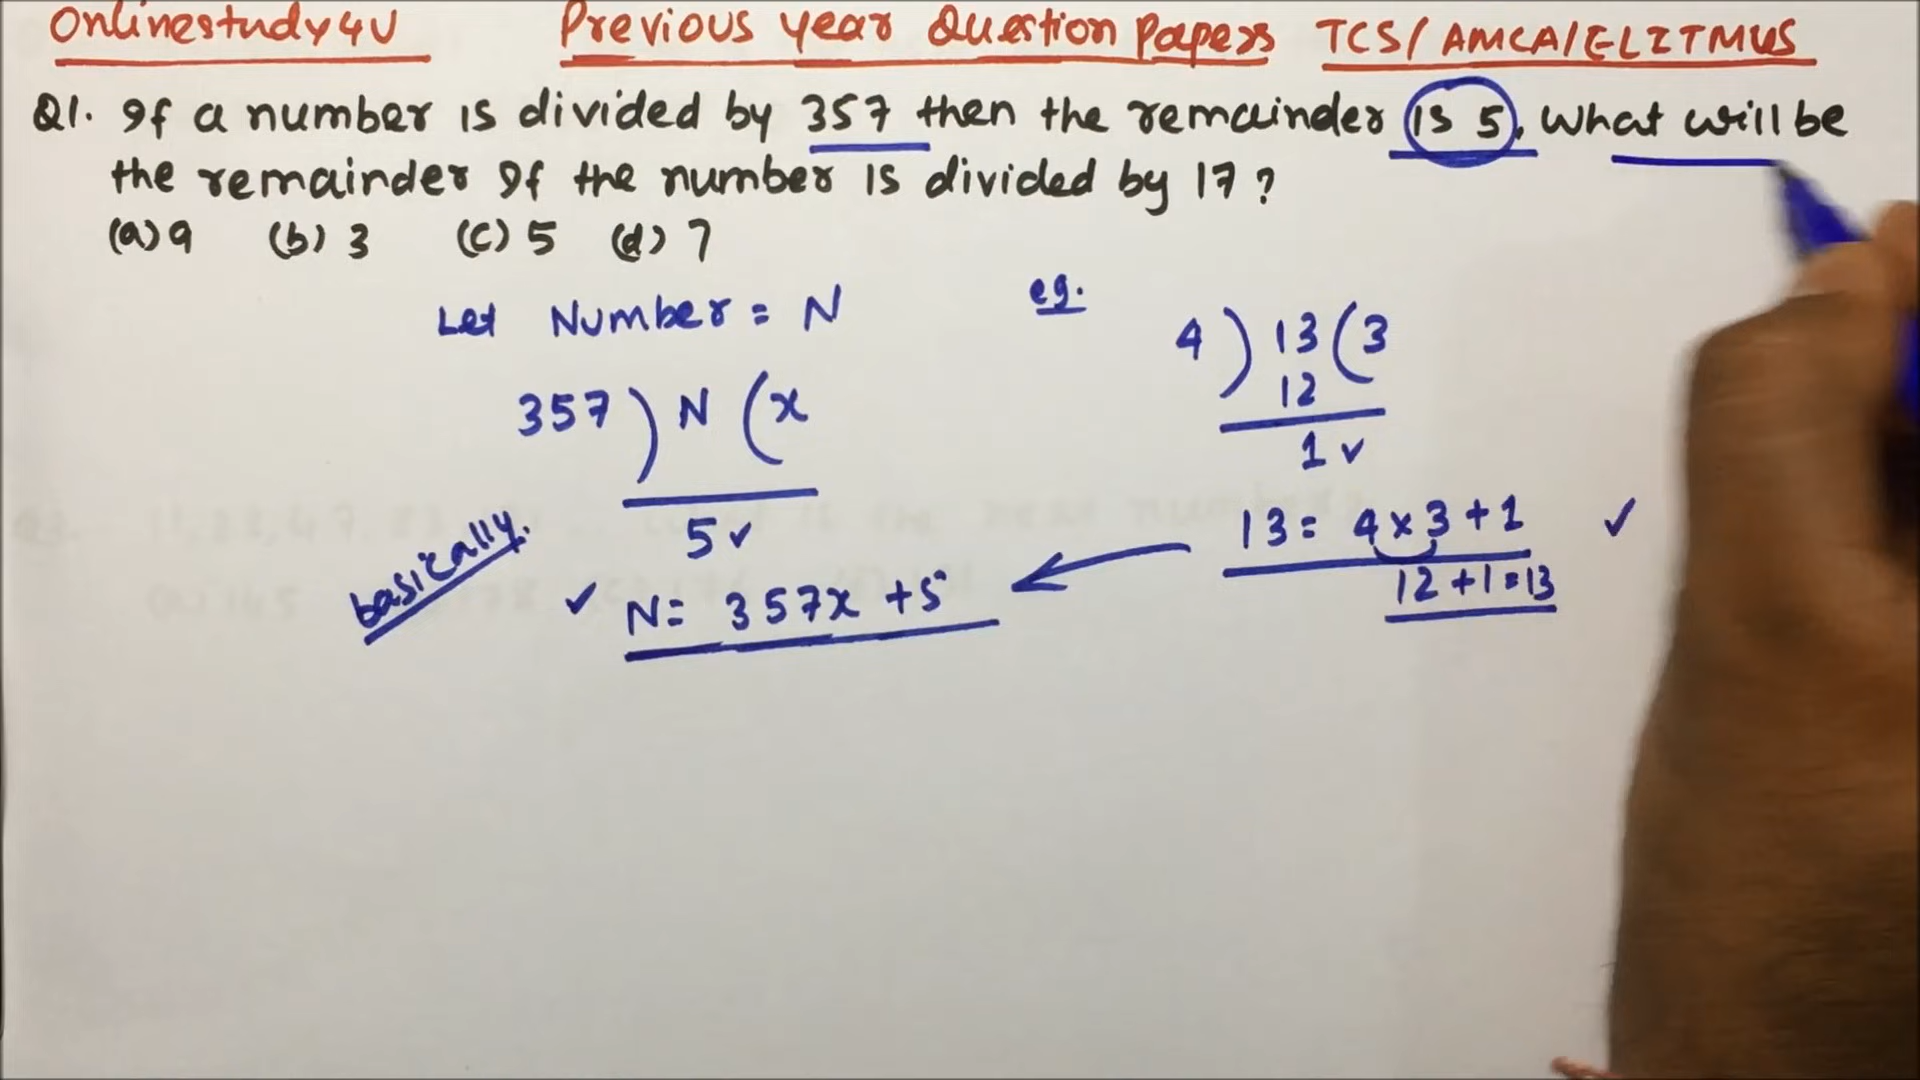 Onlinestudy4U Previous year Question Papers TCS/AMCA/ELITMUS
Q1. If a number is divided by 357 then the remainder is 5. What will be
the remainder If the number is divided by 17?
(a) 9 (b) 3 (c) 5 (d) 7
Let Number = N
eg.
357 ) N ( x
5 ✓
basically.
✓ N = 357x + 5
4 ) 13 ( 3
12
1 ✓
13 = 4 x 3 + 1 ✓
12 + 1 = 13